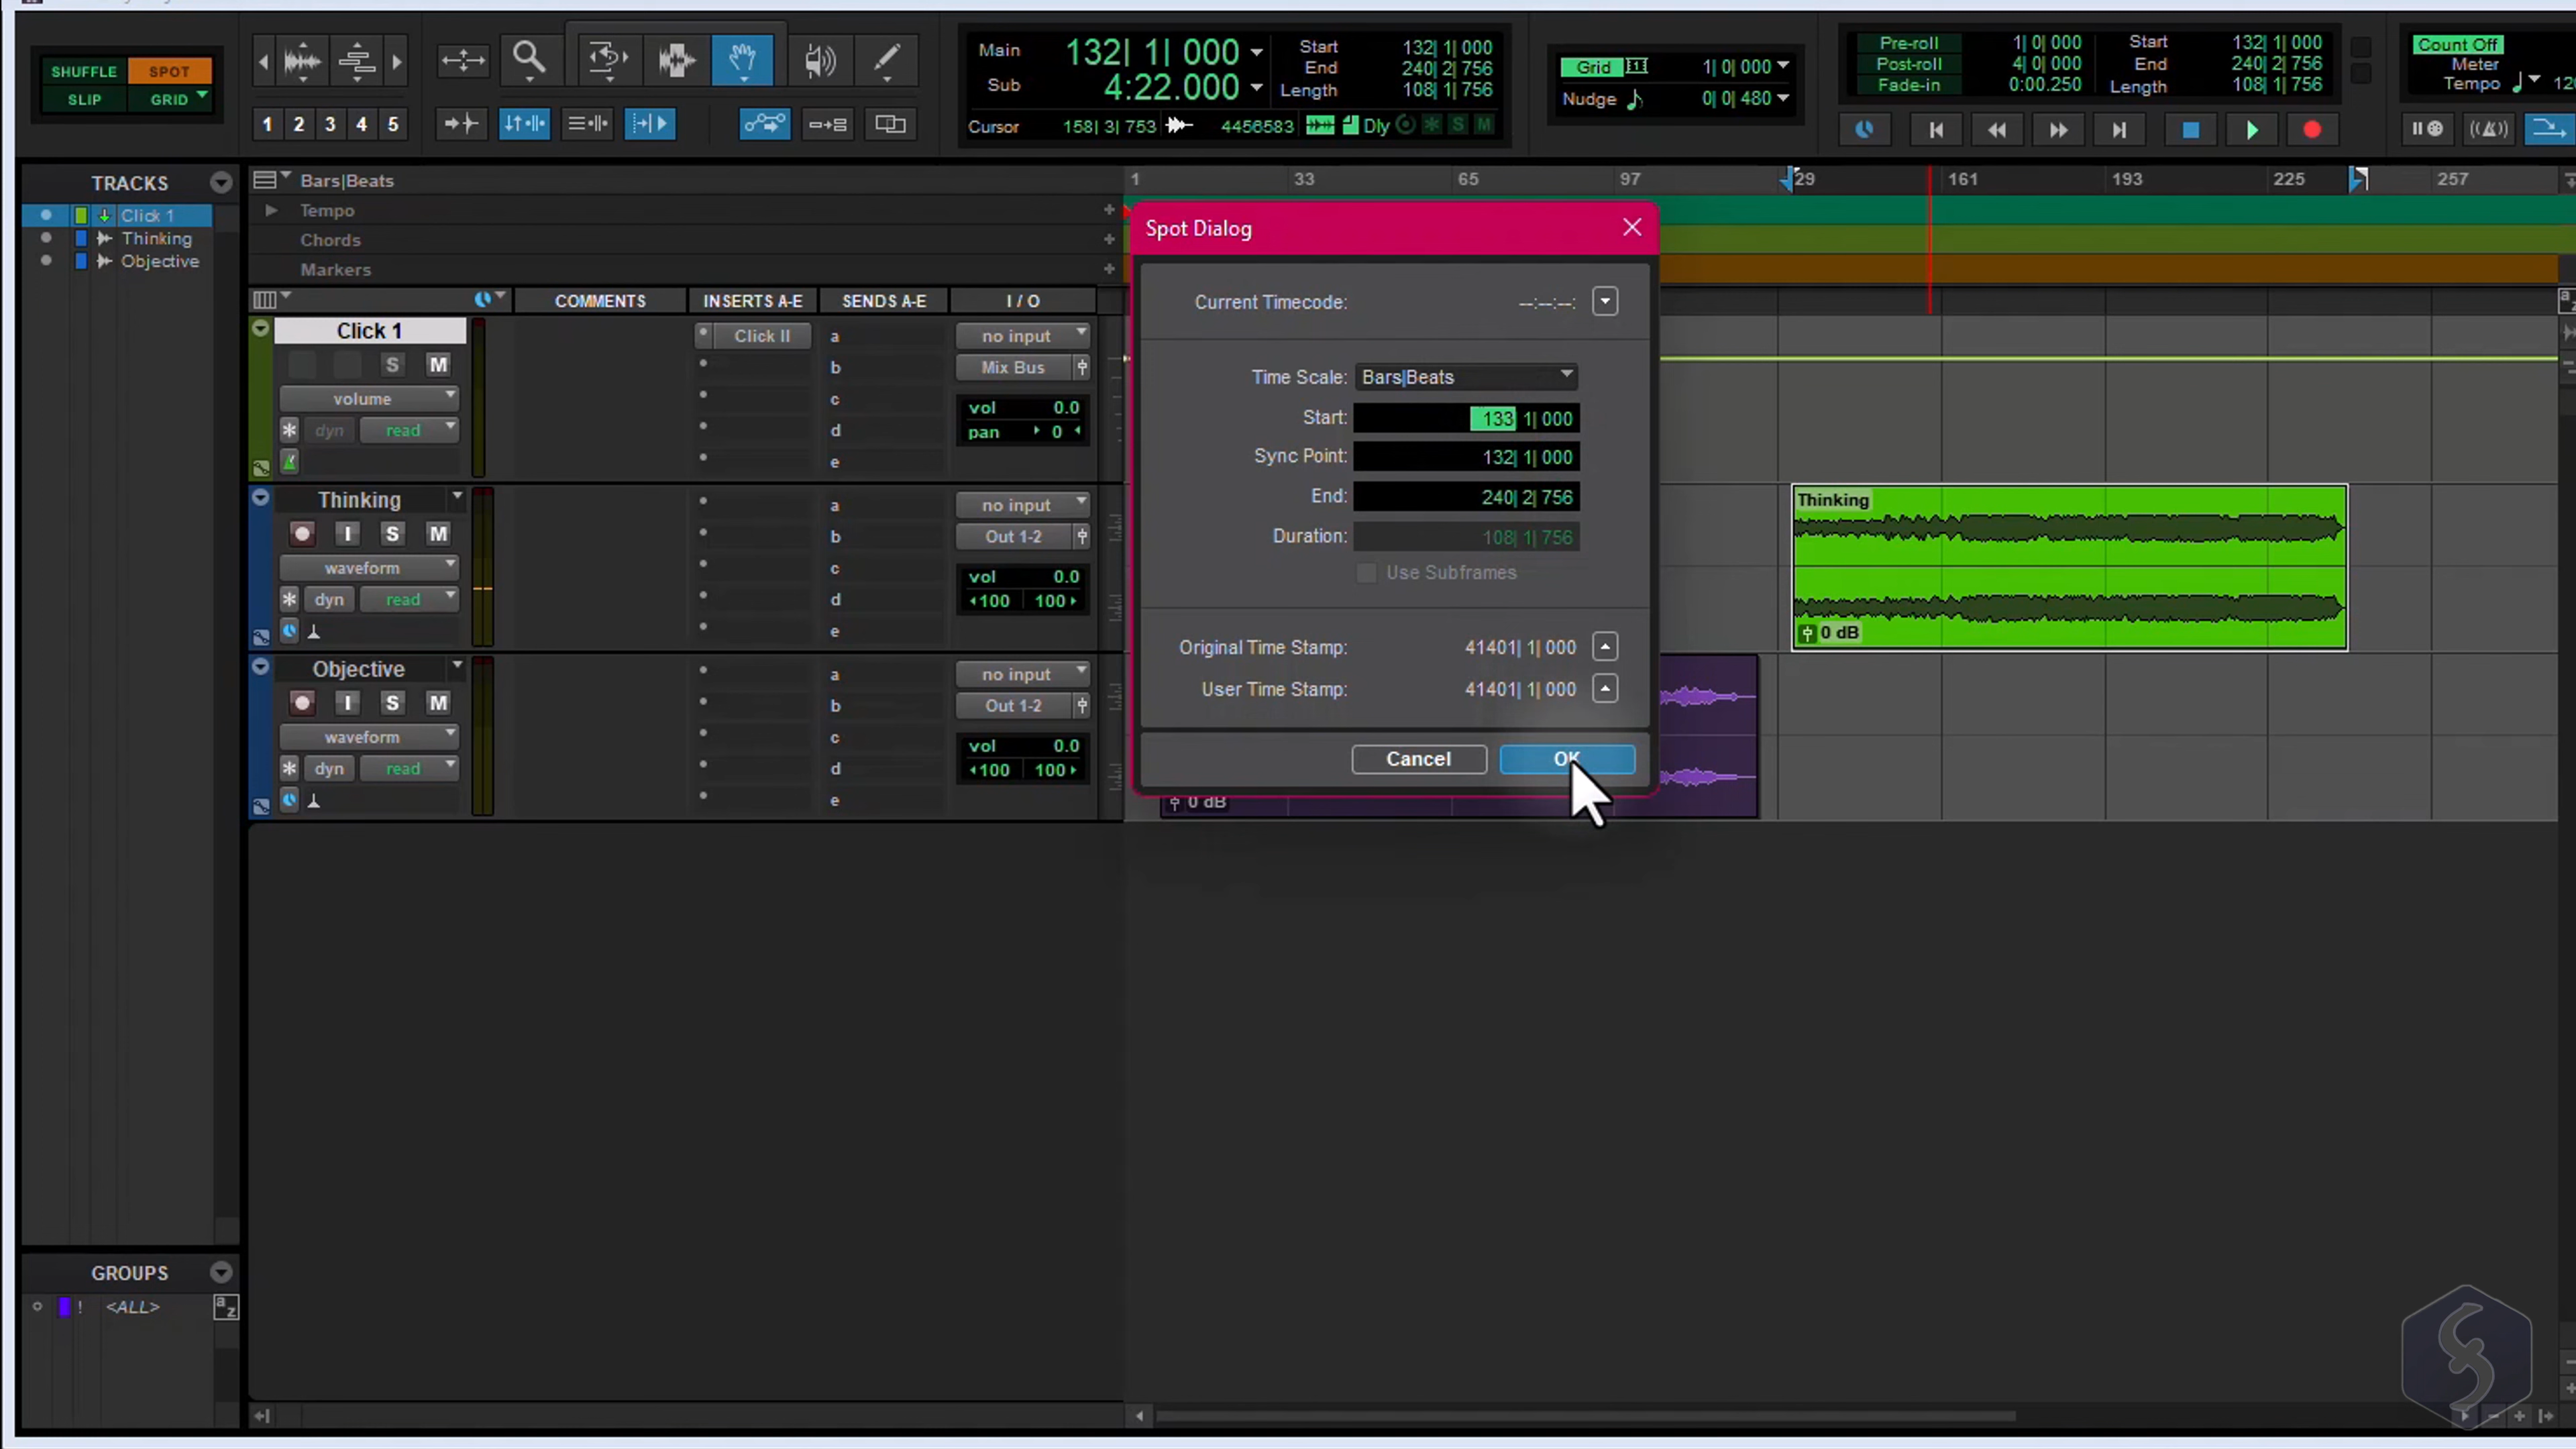 SHUFFLE SPOT
SLIP GRID
1 2 3 4 5
Main 132| 1| 000
Sub 4:22.000
Start 132| 1| 000
End 240| 2| 756
Length 108| 1| 756
Cursor 158| 3| 753 4456583 Dly S M
Grid 1| 0| 000
Nudge 0| 0| 480
Pre-roll 1| 0| 000
Post-roll 4| 0| 000
Fade-in 0:00.250
Start 132| 1| 000
End 240| 2| 756
Length 108| 1| 756
Count Off
Meter
Tempo
TRACKS
Click 1
Thinking
Objective
Bars|Beats
1 33 65 97 29 161 193 225 257
Tempo
Chords
Markers
COMMENTS INSERTS A-E SENDS A-E I / O
Click 1
S M
volume
dyn read
Click II
a
b
c
d
e
no input
Mix Bus
vol 0.0
pan 0
Thinking
I S M
waveform
dyn read
a
b
c
d
e
no input
Out 1-2
vol 0.0
100 100
Objective
I S M
waveform
dyn read
a
b
c
d
e
no input
Out 1-2
vol 0.0
100 100
Spot Dialog
Current Timecode: --:--:--:
Time Scale: Bars|Beats
Start: 133| 1| 000
Sync Point: 132| 1| 000
End: 240| 2| 756
Duration: 108| 1| 756
Use Subframes
Original Time Stamp: 41401| 1| 000
User Time Stamp: 41401| 1| 000
Cancel OK
0 dB
Thinking
0 dB
GROUPS
! <ALL>
a z